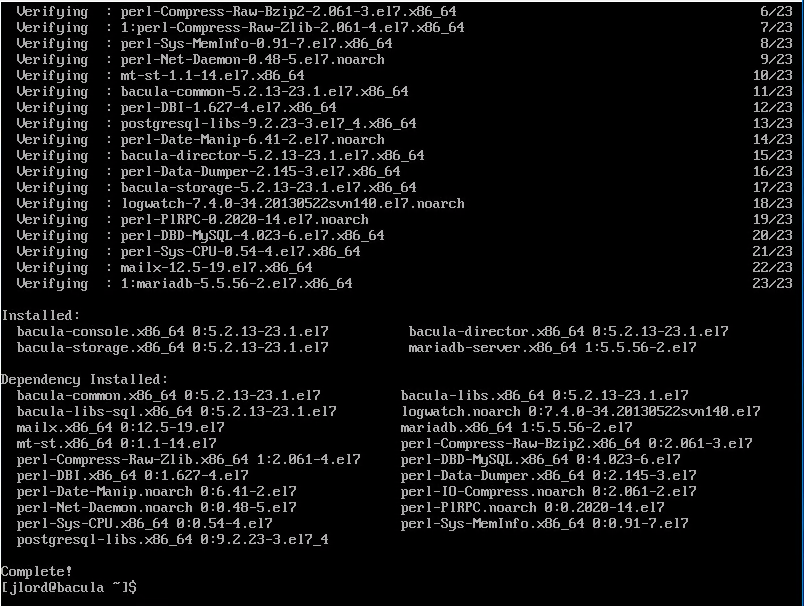 Verifying : perl-Compress-Raw-Bzip2-2.061-3.el7.x86_64 6/23
Verifying : 1:perl-Compress-Raw-Zlib-2.061-4.el7.x86_64 7/23
Verifying : perl-Sys-MemInfo-0.91-7.el7.x86_64 8/23
Verifying : perl-Net-Daemon-0.48-5.el7.noarch 9/23
Verifying : mt-st-1.1-14.el7.x86_64 10/23
Verifying : bacula-common-5.2.13-23.1.el7.x86_64 11/23
Verifying : perl-DBI-1.627-4.el7.x86_64 12/23
Verifying : postgresql-libs-9.2.23-3.el7_4.x86_64 13/23
Verifying : perl-Date-Manip-6.41-2.el7.noarch 14/23
Verifying : bacula-director-5.2.13-23.1.el7.x86_64 15/23
Verifying : perl-Data-Dumper-2.145-3.el7.x86_64 16/23
Verifying : bacula-storage-5.2.13-23.1.el7.x86_64 17/23
Verifying : logwatch-7.4.0-34.20130522svn140.el7.noarch 18/23
Verifying : perl-PlRPC-0.2020-14.el7.noarch 19/23
Verifying : perl-DBD-MySQL-4.023-6.el7.x86_64 20/23
Verifying : perl-Sys-CPU-0.54-4.el7.x86_64 21/23
Verifying : mailx-12.5-19.el7.x86_64 22/23
Verifying : 1:mariadb-5.5.56-2.el7.x86_64 23/23
Installed:
bacula-console.x86_64 0:5.2.13-23.1.el7 bacula-director.x86_64 0:5.2.13-23.1.el7
bacula-storage.x86_64 0:5.2.13-23.1.el7 mariadb-server.x86_64 1:5.5.56-2.el7
Dependency Installed:
bacula-common.x86_64 0:5.2.13-23.1.el7 bacula-libs.x86_64 0:5.2.13-23.1.el7
bacula-libs-sql.x86_64 0:5.2.13-23.1.el7 logwatch.noarch 0:7.4.0-34.20130522svn140.el7
mailx.x86_64 0:12.5-19.el7 mariadb.x86_64 1:5.5.56-2.el7
mt-st.x86_64 0:1.1-14.el7 perl-Compress-Raw-Bzip2.x86_64 0:2.061-3.el7
perl-Compress-Raw-Zlib.x86_64 1:2.061-4.el7 perl-DBD-MySQL.x86_64 0:4.023-6.el7
perl-DBI.x86_64 0:1.627-4.el7 perl-Data-Dumper.x86_64 0:2.145-3.el7
perl-Date-Manip.noarch 0:6.41-2.el7 perl-IO-Compress.noarch 0:2.061-2.el7
perl-Net-Daemon.noarch 0:0.48-5.el7 perl-PlRPC.noarch 0:0.2020-14.el7
perl-Sys-CPU.x86_64 0:0.54-4.el7 perl-Sys-MemInfo.x86_64 0:0.91-7.el7
postgresql-libs.x86_64 0:9.2.23-3.el7_4
Complete!
[jlord@bacula ~]$